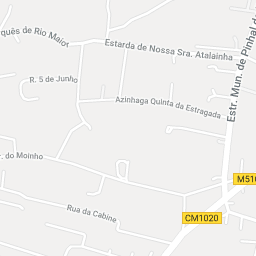 quês de Rio Maior
Estarda de Nossa Sra. Atalainha
R. 5 de Junho
Azinhaga Quinta da Estragada
Estr. Mun. de Pinhal d
. do Moinho
M510
CM1020
Rua da Cabine